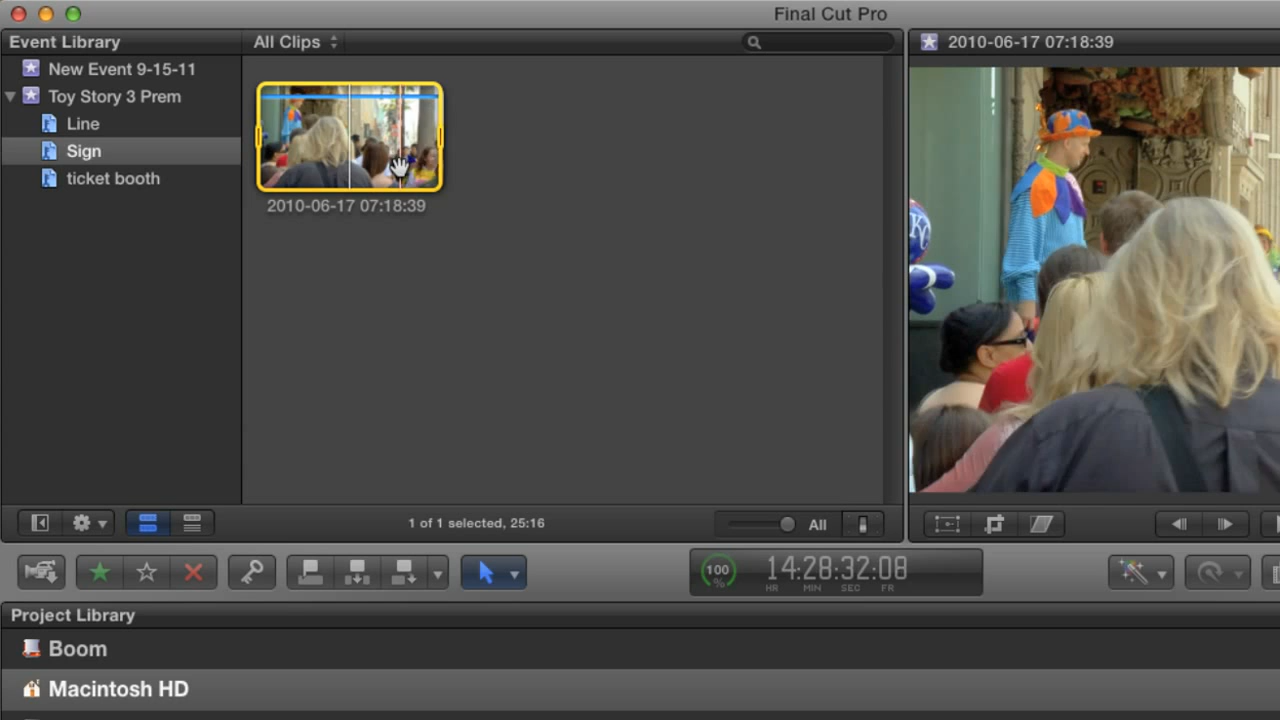 Final Cut Pro
Event Library
All Clips
2010-06-17 07:18:39
New Event 9-15-11
Toy Story 3 Prem
Line
Sign
ticket booth
2010-06-17 07:18:39
KC
1 of 1 selected, 25:16
All
100
%
14:28:32:08
HR MIN SEC FR
Project Library
Boom
Macintosh HD